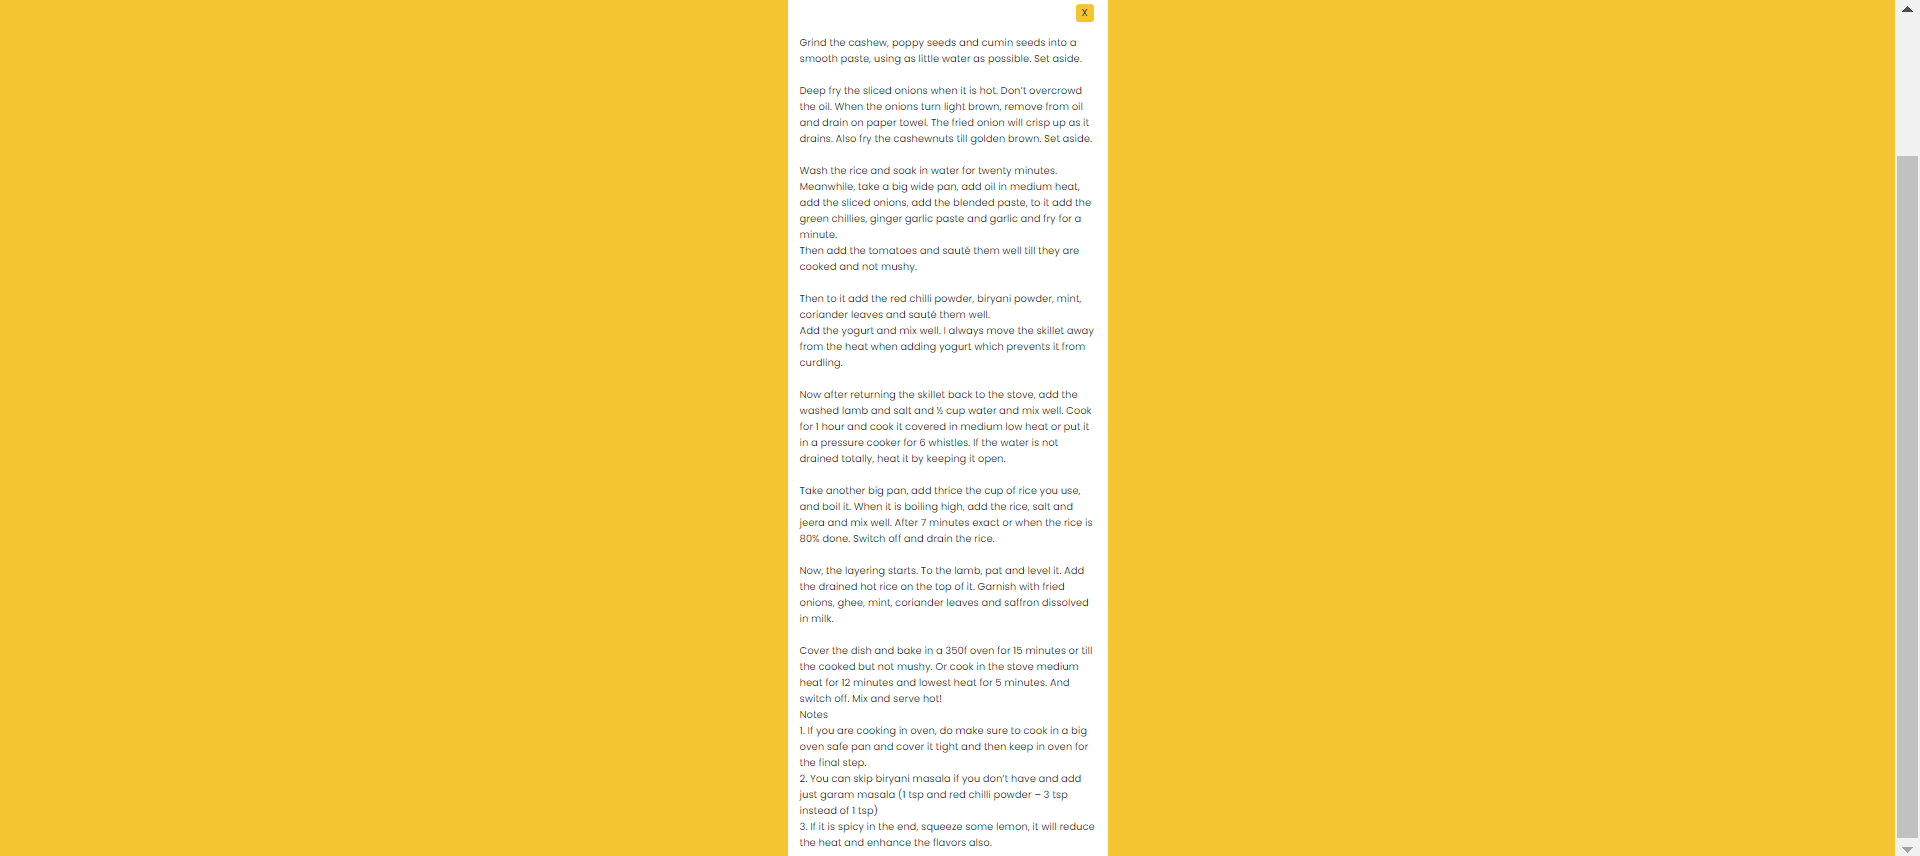 X
Grind the cashew, poppy seeds and cumin seeds into a
smooth paste, using as little water as possible. Set aside.
Deep fry the sliced onions when it is hot. Don't overcrowd
the oil. When the onions turn light brown, remove from oil
and drain on paper towel. The fried onion will crisp up as it
drains. Also fry the cashewnuts till golden brown. Set aside.
Wash the rice and soak in water for twenty minutes.
Meanwhile, take a big wide pan, add oil in medium heat,
add the sliced onions, add the blended paste, to it add the
green chillies, ginger garlic paste and garlic and fry for a
minute.
Then add the tomatoes and sauté them well till they are
cooked and not mushy.
Then to it add the red chilli powder, biryani powder, mint,
coriander leaves and sauté them well.
Add the yogurt and mix well. I always move the skillet away
from the heat when adding yogurt which prevents it from
curdling.
Now after returning the skillet back to the stove, add the
washed lamb and salt and ½ cup water and mix well. Cook
for 1 hour and cook it covered in medium low heat or put it
in a pressure cooker for 6 whistles. If the water is not
drained totally, heat it by keeping it open.
Take another big pan, add thrice the cup of rice you use,
and boil it. When it is boiling high, add the rice, salt and
jeera and mix well. After 7 minutes exact or when the rice is
80% done. Switch off and drain the rice.
Now, the layering starts. To the lamb, pat and level it. Add
the drained hot rice on the top of it. Garnish with fried
onions, ghee, mint, coriander leaves and saffron dissolved
in milk.
Cover the dish and bake in a 350f oven for 15 minutes or till
the cooked but not mushy. Or cook in the stove medium
heat for 12 minutes and lowest heat for 5 minutes. And
switch off. Mix and serve hot!
Notes
1. If you are cooking in oven, do make sure to cook in a big
oven safe pan and cover it tight and then keep in oven for
the final step.
2. You can skip biryani masala if you don't have and add
just garam masala (1 tsp and red chilli powder – 3 tsp
instead of 1 tsp)
3. If it is spicy in the end, squeeze some lemon, it will reduce
the heat and enhance the flavors also.